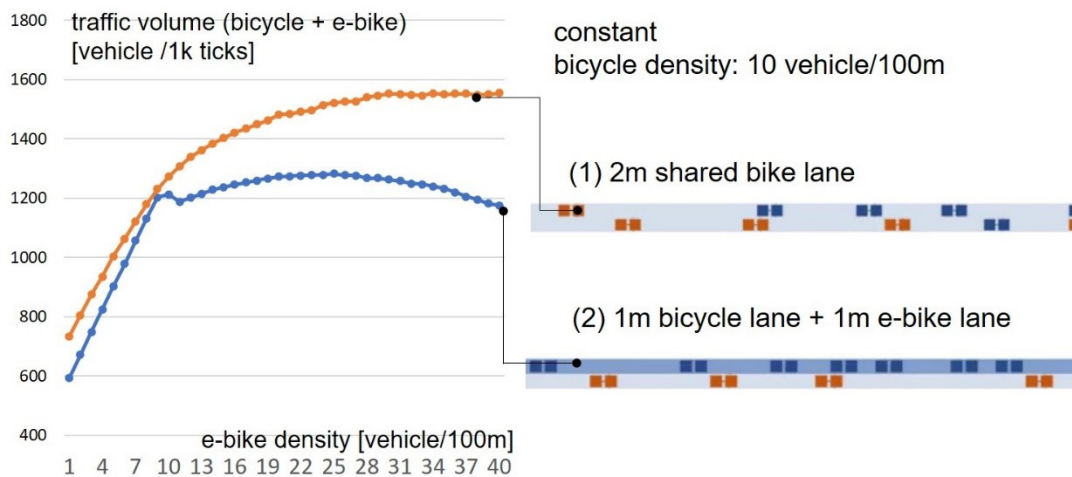 traffic volume (bicycle + e-bike)
[vehicle /1k ticks]
1800
1600
1400
1200
1000
800
600
400
e-bike density [vehicle/100m]
1 4 7 10 13 16 19 22 25 28 31 34 37 40
constant
bicycle density: 10 vehicle/100m
(1) 2m shared bike lane
(2) 1m bicycle lane + 1m e-bike lane